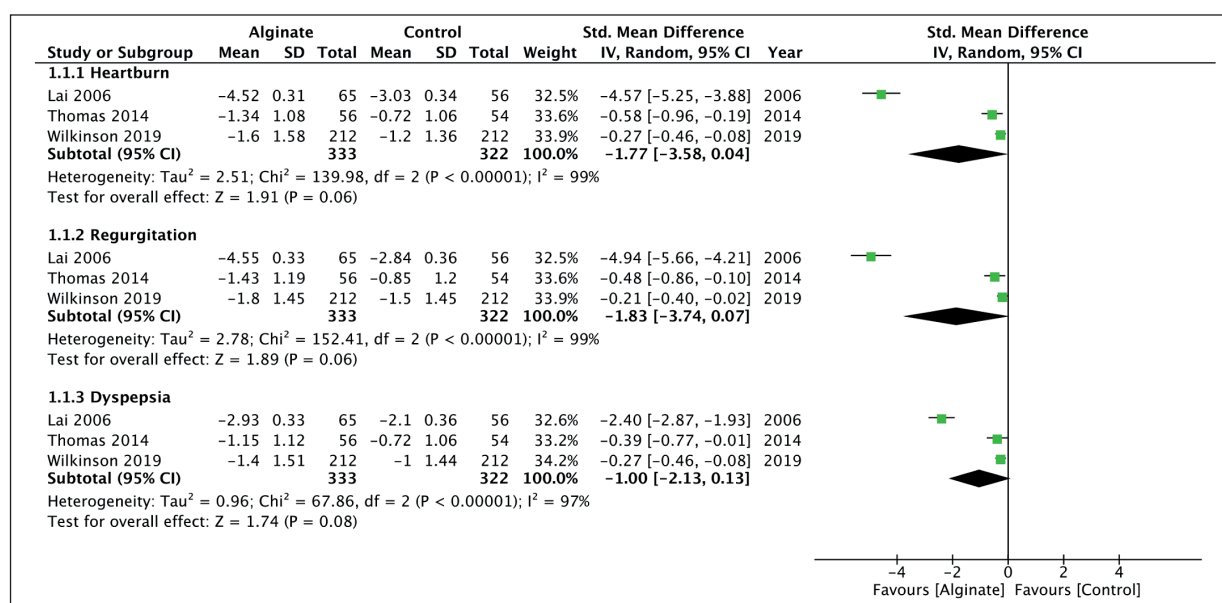 Alginate Control Std. Mean Difference Std. Mean Difference
Study or Subgroup Mean SD Total Mean SD Total Weight IV, Random, 95% CI Year IV, Random, 95% CI
1.1.1 Heartburn
Lai 2006 −4.52 0.31 65 −3.03 0.34 56 32.5% −4.57 [−5.25, −3.88] 2006
Thomas 2014 −1.34 1.08 56 −0.72 1.06 54 33.6% −0.58 [−0.96, −0.19] 2014
Wilkinson 2019 −1.6 1.58 212 −1.2 1.36 212 33.9% −0.27 [−0.46, −0.08] 2019
Subtotal (95% CI) 333 322 100.0% −1.77 [−3.58, 0.04]
Heterogeneity: Tau² = 2.51; Chi² = 139.98, df = 2 (P < 0.00001); I² = 99%
Test for overall effect: Z = 1.91 (P = 0.06)
1.1.2 Regurgitation
Lai 2006 −4.55 0.33 65 −2.84 0.36 56 32.5% −4.94 [−5.66, −4.21] 2006
Thomas 2014 −1.43 1.19 56 −0.85 1.2 54 33.6% −0.48 [−0.86, −0.10] 2014
Wilkinson 2019 −1.8 1.45 212 −1.5 1.45 212 33.9% −0.21 [−0.40, −0.02] 2019
Subtotal (95% CI) 333 322 100.0% −1.83 [−3.74, 0.07]
Heterogeneity: Tau² = 2.78; Chi² = 152.41, df = 2 (P < 0.00001); I² = 99%
Test for overall effect: Z = 1.89 (P = 0.06)
1.1.3 Dyspepsia
Lai 2006 −2.93 0.33 65 −2.1 0.36 56 32.6% −2.40 [−2.87, −1.93] 2006
Thomas 2014 −1.15 1.12 56 −0.72 1.06 54 33.2% −0.39 [−0.77, −0.01] 2014
Wilkinson 2019 −1.4 1.51 212 −1 1.44 212 34.2% −0.27 [−0.46, −0.08] 2019
Subtotal (95% CI) 333 322 100.0% −1.00 [−2.13, 0.13]
Heterogeneity: Tau² = 0.96; Chi² = 67.86, df = 2 (P < 0.00001); I² = 97%
Test for overall effect: Z = 1.74 (P = 0.08)
−4 −2 0 2 4
Favours [Alginate] Favours [Control]